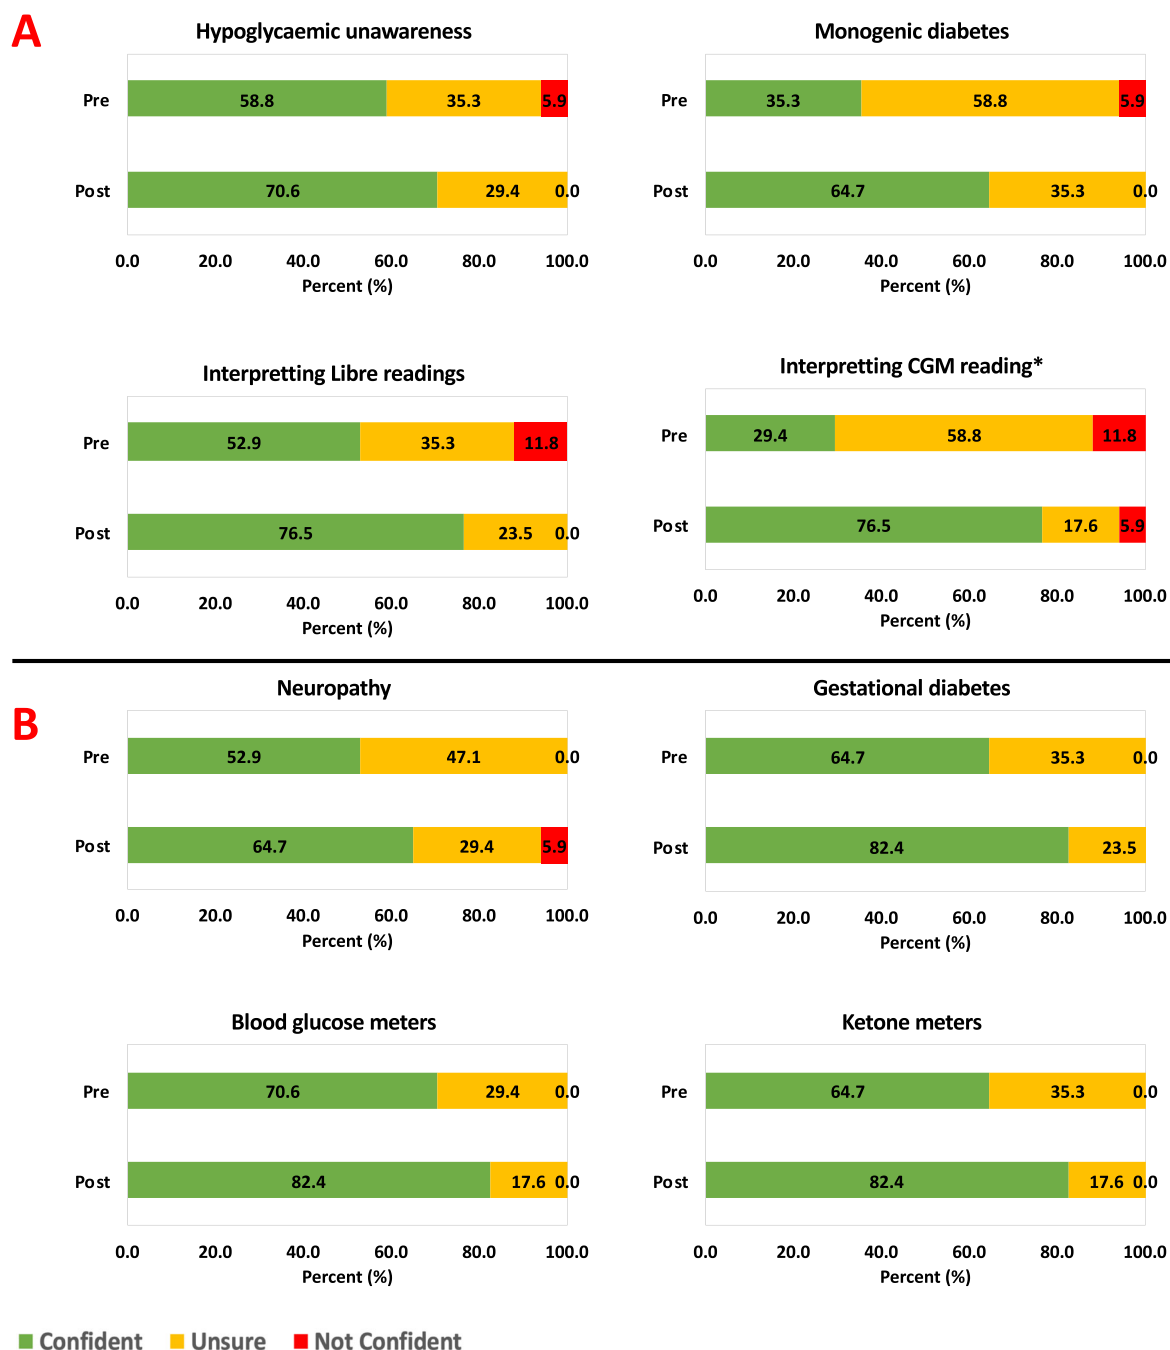 A
Hypoglycaemic unawareness
Pre 58.8 35.3 5.9
Post 70.6 29.4 0.0
0.0 20.0 40.0 60.0 80.0 100.0
Percent (%)
Monogenic diabetes
Pre 35.3 58.8 5.9
Post 64.7 35.3 0.0
0.0 20.0 40.0 60.0 80.0 100.0
Percent (%)
Interpretting Libre readings
Pre 52.9 35.3 11.8
Post 76.5 23.5 0.0
0.0 20.0 40.0 60.0 80.0 100.0
Percent (%)
Interpretting CGM reading*
Pre 29.4 58.8 11.8
Post 76.5 17.6 5.9
0.0 20.0 40.0 60.0 80.0 100.0
Percent (%)
B
Neuropathy
Pre 52.9 47.1 0.0
Post 64.7 29.4 5.9
0.0 20.0 40.0 60.0 80.0 100.0
Percent (%)
Gestational diabetes
Pre 64.7 35.3 0.0
Post 82.4 23.5
0.0 20.0 40.0 60.0 80.0 100.0
Percent (%)
Blood glucose meters
Pre 70.6 29.4 0.0
Post 82.4 17.6 0.0
0.0 20.0 40.0 60.0 80.0 100.0
Percent (%)
Ketone meters
Pre 64.7 35.3 0.0
Post 82.4 17.6 0.0
0.0 20.0 40.0 60.0 80.0 100.0
Percent (%)
Confident Unsure Not Confident